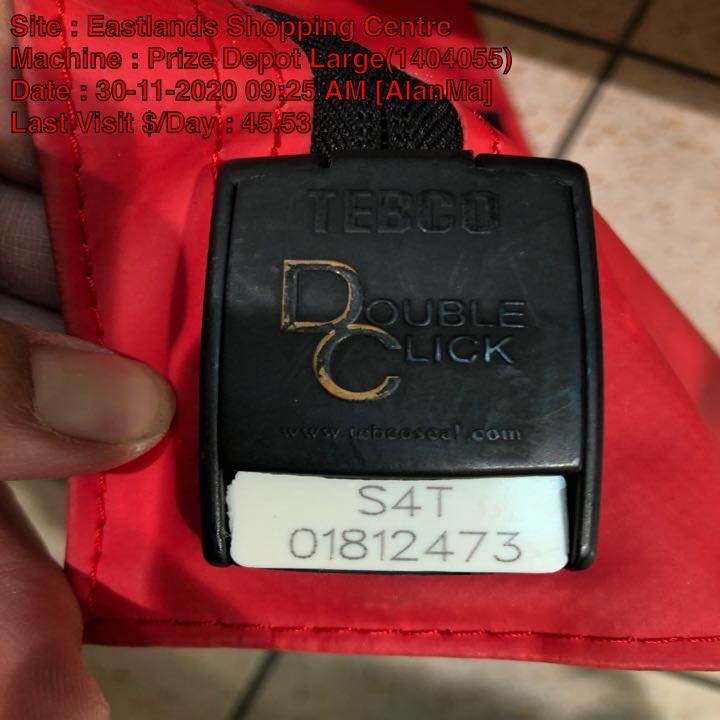 Site : Eastlands Shopping Centre
Machine : Prize Depot Large(1404055)
Date : 30-11-2020 09:25 AM [AlanMa]
Last Visit $/Day : 45.53
TEBCO
DOUBLE
CLICK
www.tebcoseal.com
S4T
01812473